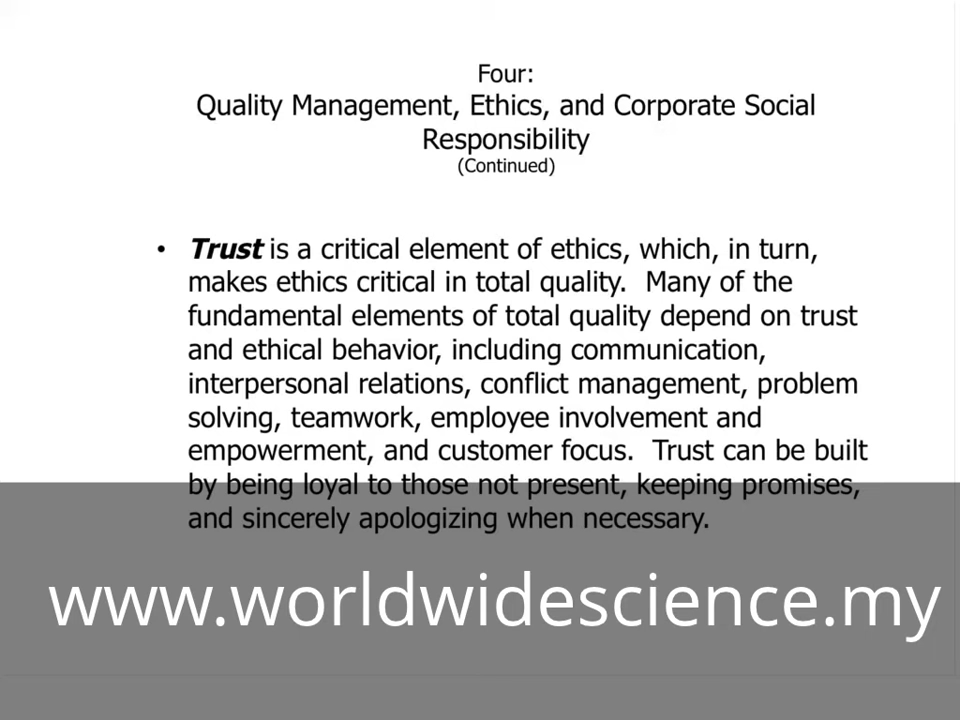 Four:
Quality Management, Ethics, and Corporate Social
Responsibility
(Continued)
• Trust is a critical element of ethics, which, in turn,
makes ethics critical in total quality.  Many of the
fundamental elements of total quality depend on trust
and ethical behavior, including communication,
interpersonal relations, conflict management, problem
solving, teamwork, employee involvement and
empowerment, and customer focus.  Trust can be built
by being loyal to those not present, keeping promises,
and sincerely apologizing when necessary.
www.worldwidescience.my